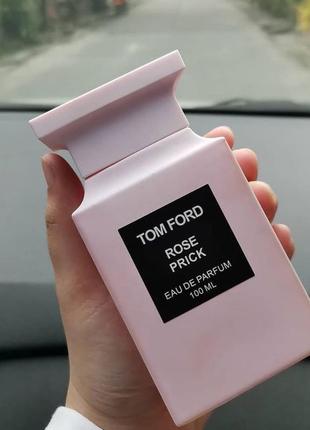 TOM FORD
ROSE
PRICK
EAU DE PARFUM
100 ML